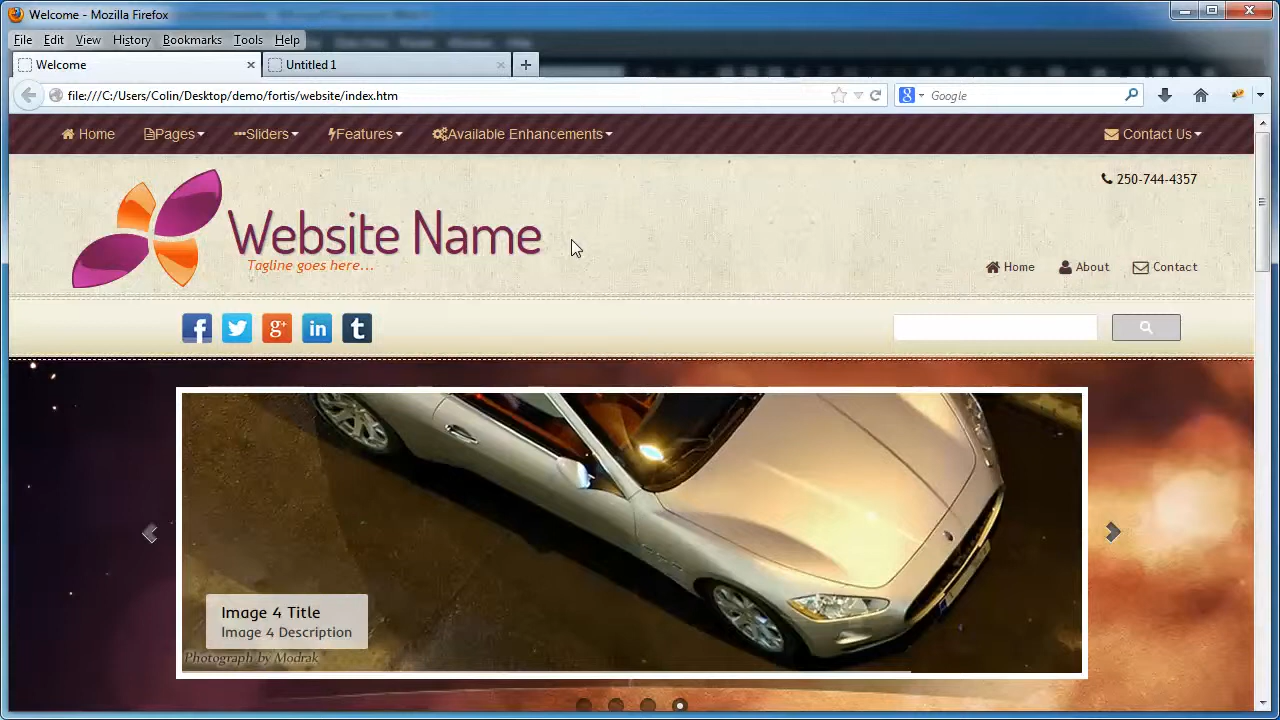 Welcome - Mozilla Firefox
File Edit View History Bookmarks Tools Help
Welcome
Untitled 1
file:///C:/Users/Colin/Desktop/demo/fortis/website/index.htm
Google
Home Pages Sliders Features Available Enhancements Contact Us
250-744-4357
Website Name
Tagline goes here...
Home About Contact
Image 4 Title
Image 4 Description
Photograph by Modrak